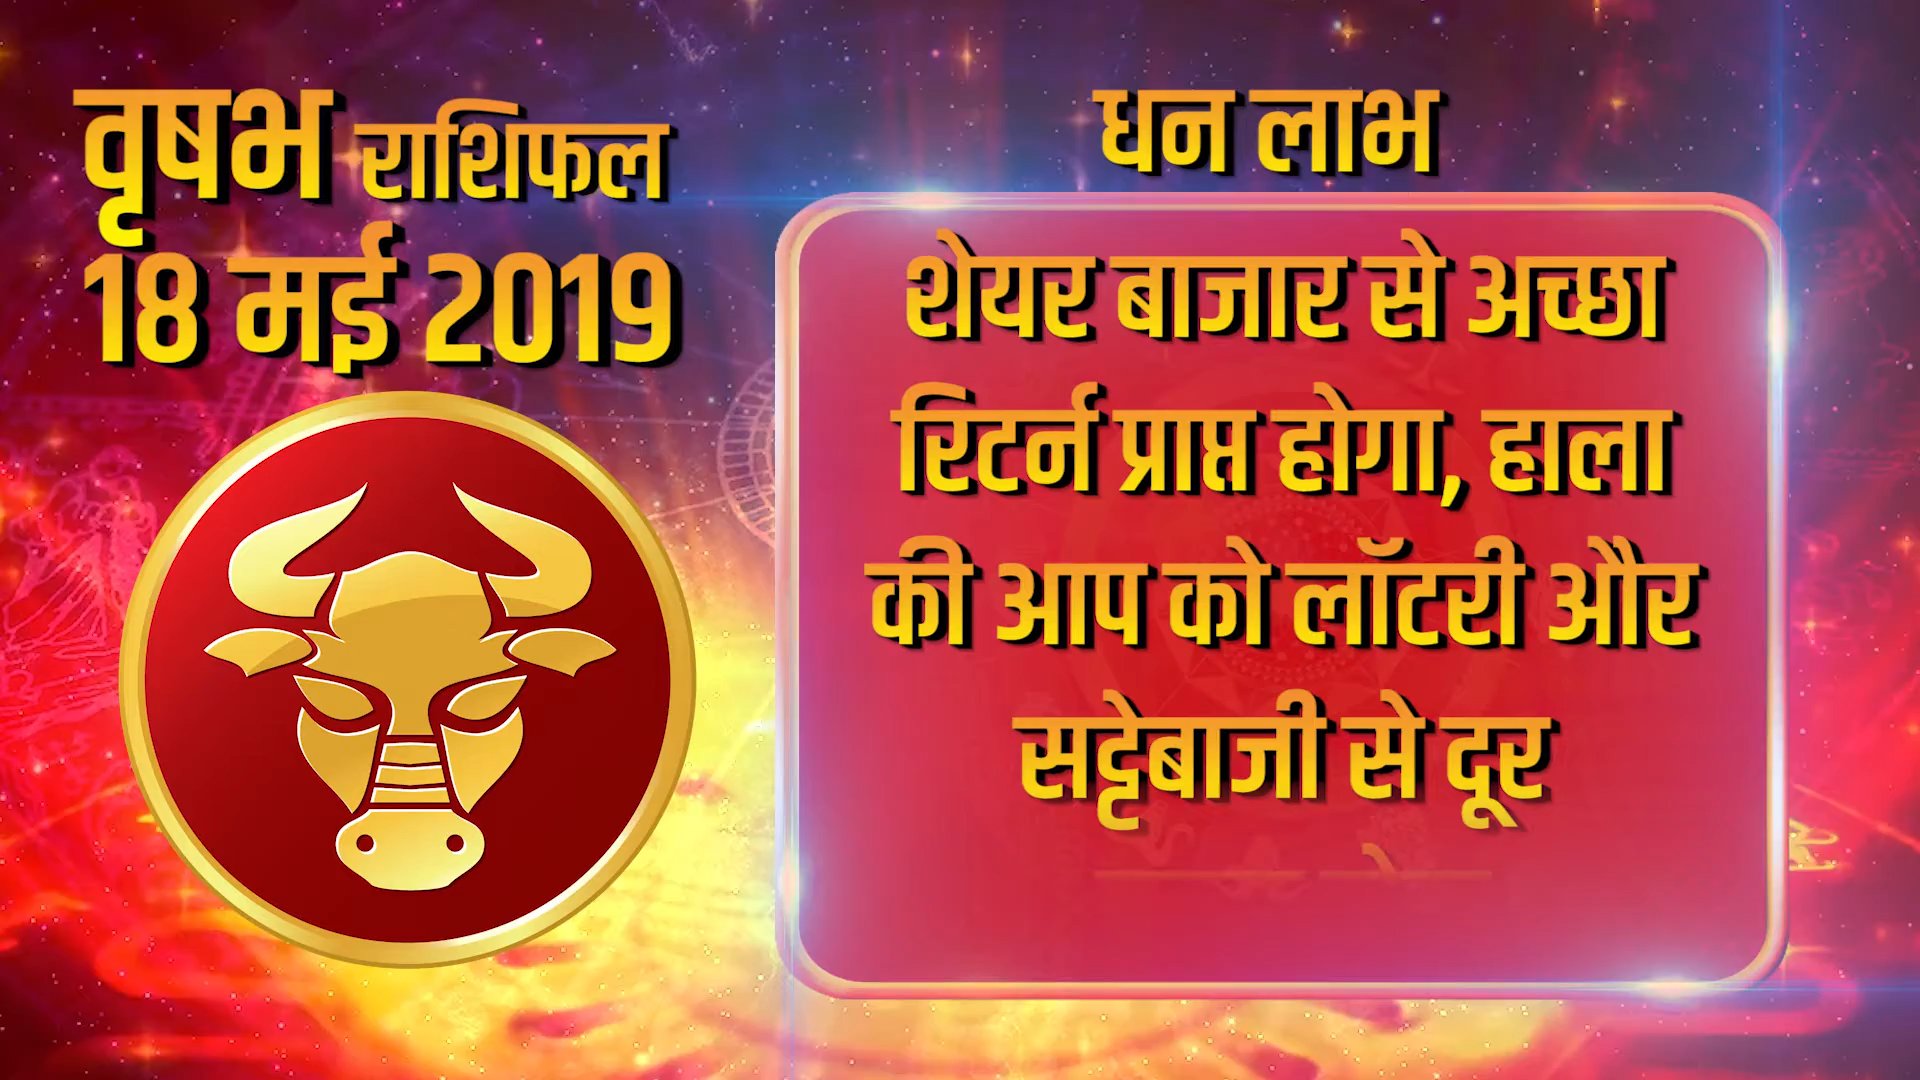 वृषभ राशिफल
18 मई 2019
धन लाभ
शेयर बाजार से अच्छा
रिटर्न प्राप्त होगा, हाला
की आप को लॉटरी और
सट्टेबाजी से दूर